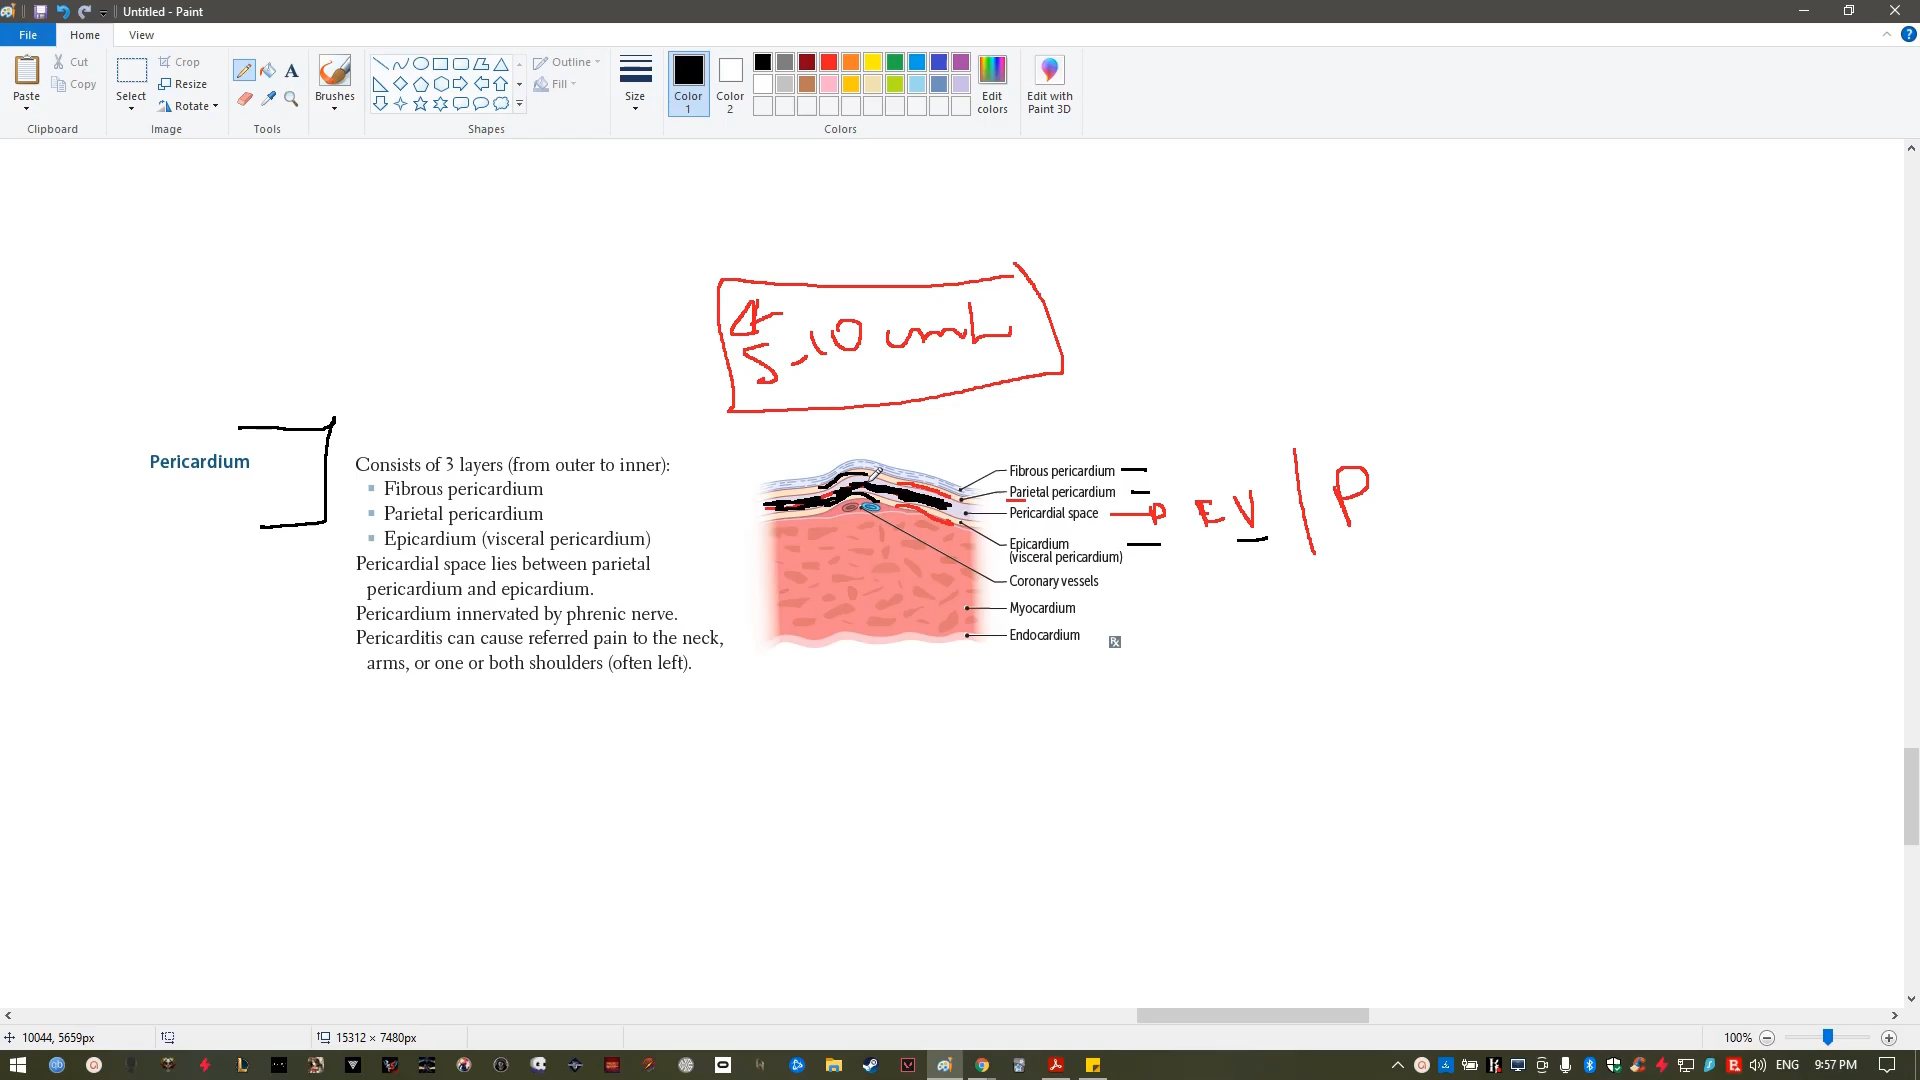 Untitled - Paint
File
Home
View
Paste
Cut
Copy
Clipboard
Select
Crop
Resize
Rotate
Image
Tools
Brushes
Shapes
Outline
Fill
Size
Color
1
Color
2
Colors
Edit
colors
Edit with
Paint 3D
Pericardium
Consists of 3 layers (from outer to inner):
Fibrous pericardium
Parietal pericardium
Epicardium (visceral pericardium)
Pericardial space lies between parietal
pericardium and epicardium.
Pericardium innervated by phrenic nerve.
Pericarditis can cause referred pain to the neck,
arms, or one or both shoulders (often left).
Fibrous pericardium
Parietal pericardium
Pericardial space
Epicardium
(visceral pericardium)
Coronary vessels
Myocardium
Endocardium
Rx
EV / P
10044, 5659px
15312 × 7480px
100%
ENG
9:57 PM